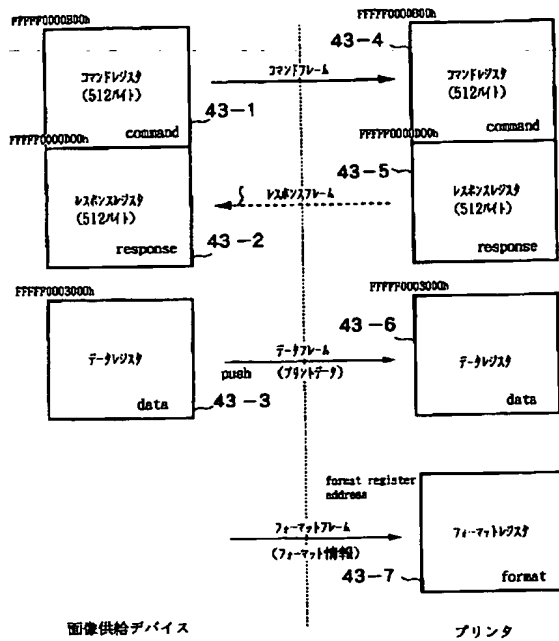 FFFFF0000B00h
FFFFF0000B00h
43-4
コマンドレジスタ
(512バイト)
command
43-1
コマンドフレーム
コマンドレジスタ
(512バイト)
command
FFFFF0000D00h
FFFFF0000D00h
43-5
レスポンスレジスタ
(512バイト)
response
43-2
レスポンスフレーム
レスポンスレジスタ
(512バイト)
response
FFFFF0003000h
FFFFF0003000h
43-6
データレジスタ
data
43-3
push
データフレーム
(プリントデータ)
データレジスタ
data
format register
address
フォーマットフレーム
(フォーマット情報)
フォーマットレジスタ
format
43-7
画像供給デバイス
プリンタ